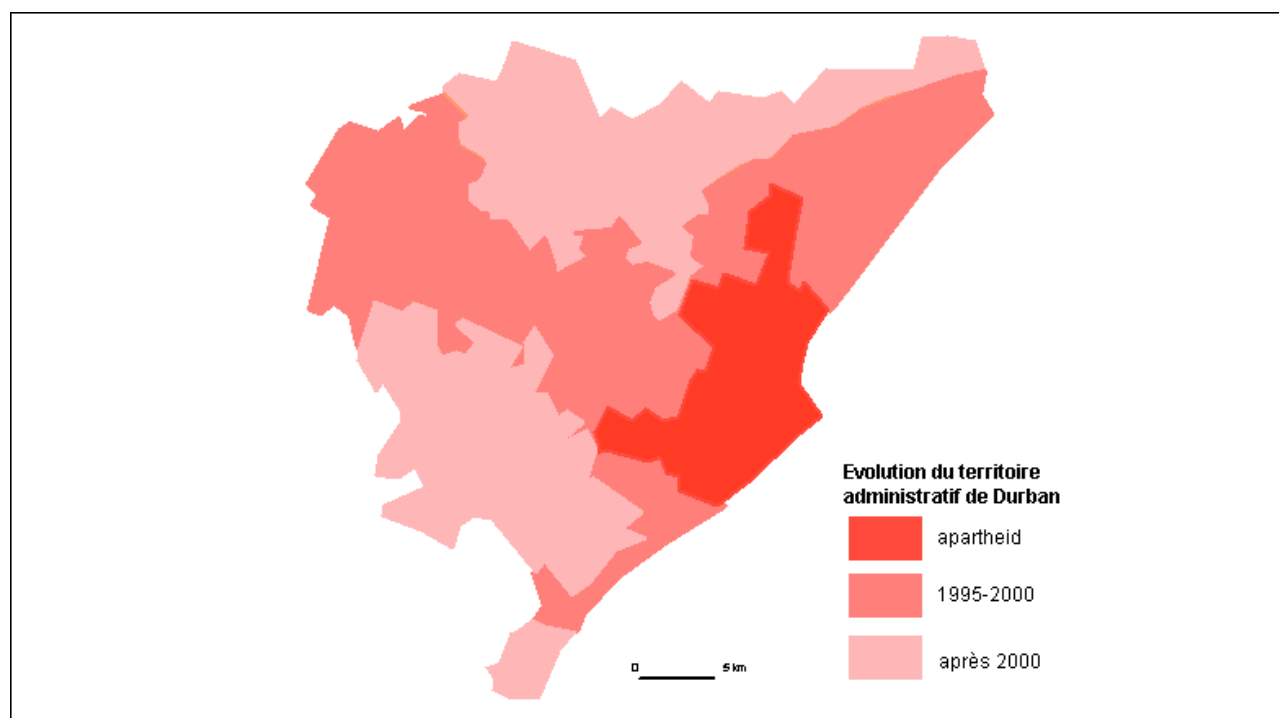 Evolution du territoire
administratif de Durban
apartheid
1995-2000
après 2000
0 5 km